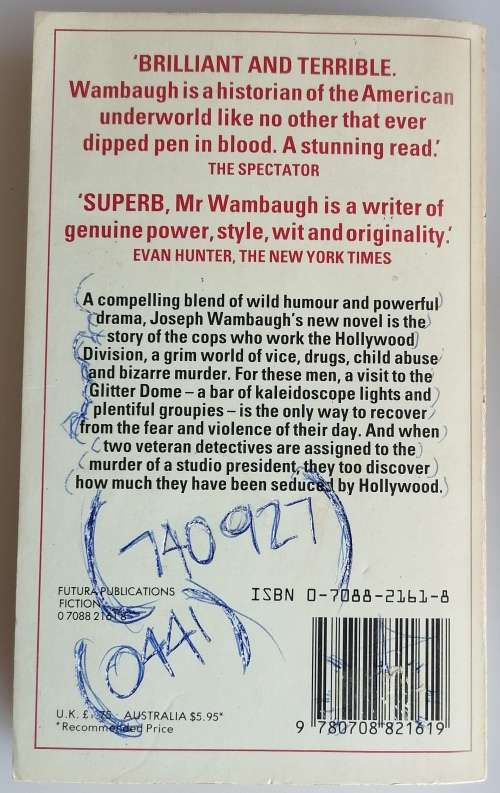 'BRILLIANT AND TERRIBLE.
Wambaugh is a historian of the American
underworld like no other that ever
dipped pen in blood. A stunning read.'
THE SPECTATOR
'SUPERB, Mr Wambaugh is a writer of
genuine power, style, wit and originality.'
EVAN HUNTER, THE NEW YORK TIMES
A compelling blend of wild humour and powerful
drama, Joseph Wambaugh's new novel is the
story of the cops who work the Hollywood
Division, a grim world of vice, drugs, child abuse
and bizarre murder. For these men, a visit to the
Glitter Dome – a bar of kaleidoscope lights and
plentiful groupies – is the only way to recover
from the fear and violence of their day. And when
two veteran detectives are assigned to the
murder of a studio president, they too discover
how much they have been seduced by Hollywood.
(740927)
(0441)
FUTURA PUBLICATIONS
FICTION
0 7088 2161 8
ISBN 0-7088-2161-8
9 780708 821619
U.K. AUSTRALIA $5.95*
*Recommended Price